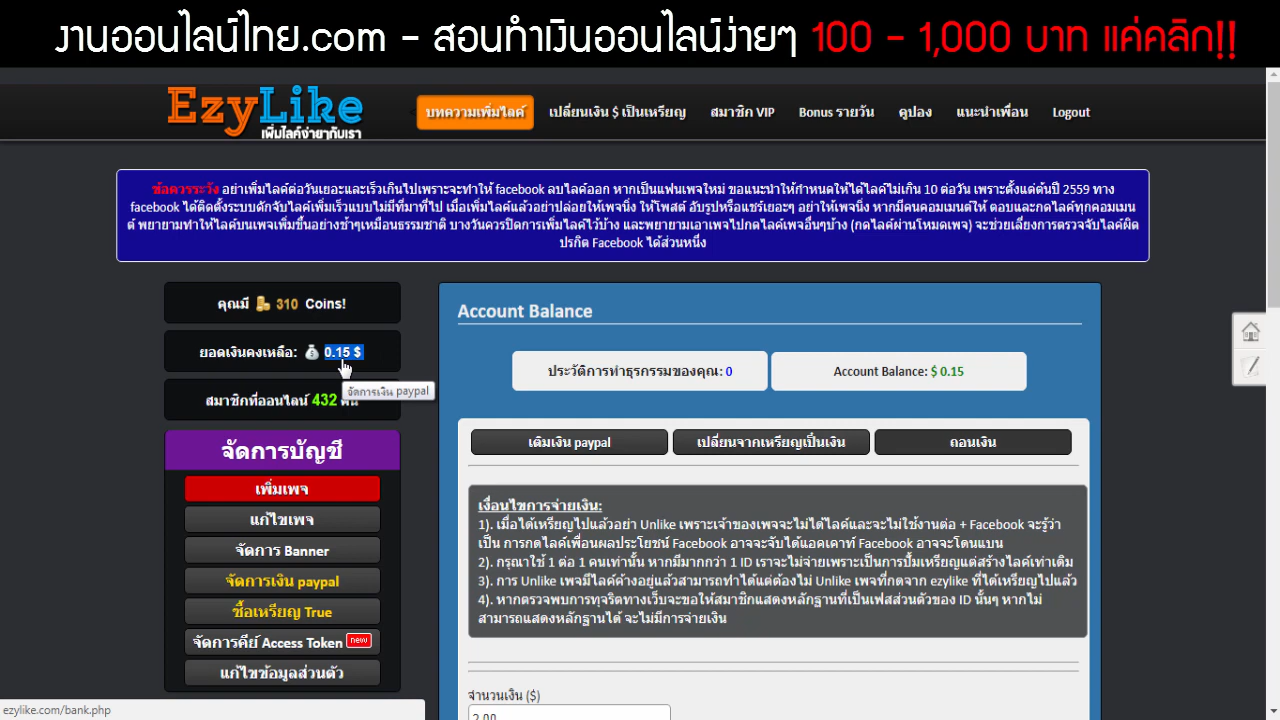 งานออนไลน์ไทย.com - สอนทำเงินออนไลน์ง่ายๆ 100 - 1,000 บาท แค่คลิก!!
EzyLike
เพิ่มไลค์ง่ายๆกับเรา
บทความเพิ่มไลค์ เปลี่ยนเงิน $ เป็นเหรียญ สมาชิก VIP Bonus รายวัน คูปอง แนะนำเพื่อน Logout
ข้อควรระวัง อย่าเพิ่มไลค์ต่อวันเยอะและเร็วเกินไปเพราะจะทำให้ facebook ลบไลค์ออก หากเป็นแฟนเพจใหม่ ขอแนะนำให้กำหนดให้ได้ไลค์ไม่เกิน 10 ต่อวัน เพราะตั้งแต่ต้นปี 2559 ทาง
facebook ได้ติดตั้งระบบดักจับไลค์เพิ่มเร็วแบบไม่มีที่มาที่ไป เมื่อเพิ่มไลค์แล้วอย่าปล่อยให้เพจนิ่ง ให้โพสต์ อัปรูปหรือแชร์เยอะๆ อย่าให้เพจนิ่ง หากมีคนคอมเมนต์ให้ ตอบและกดไลค์ทุกคอมเมน
ต์ พยายามทำให้ไลค์บนเพจเพิ่มขึ้นอย่างช้าๆเหมือนธรรมชาติ บางวันควรปิดการเพิ่มไลค์ไว้บ้าง และพยายามเอาเพจไปกดไลค์เพจอื่นๆบ้าง (กดไลค์ผ่านโหมดเพจ) จะช่วยเลี่ยงการตรวจจับไลค์ผิด
ปรกิต Facebook ได้ส่วนหนึ่ง
คุณมี 310 Coins!
ยอดเงินคงเหลือ: 0.15 $
จัดการเงิน paypal
สมาชิกที่ออนไลน์ 432
จัดการบัญชี
เพิ่มเพจ
แก้ไขเพจ
จัดการ Banner
จัดการเงิน paypal
ซื้อเหรียญ True
จัดการคีย์ Access Token new
แก้ไขข้อมูลส่วนตัว
Account Balance
ประวัติการทำธุรกรรมของคุณ: 0 Account Balance: $ 0.15
เติมเงิน paypal เปลี่ยนจากเหรียญเป็นเงิน ถอนเงิน
เงื่อนไขการจ่ายเงิน:
1). เมื่อได้เหรียญไปแล้วอย่า Unlike เพราะเจ้าของเพจจะไม่ได้ไลค์และจะไม่ใช้งานต่อ + Facebook จะรู้ว่า
เป็น การกดไลค์เพื่อนผลประโยชน์ Facebook อาจจะจับได้แอคเคาท์ Facebook อาจจะโดนแบน
2). กรุณาใช้ 1 ต่อ 1 คนเท่านั้น หากมีมากกว่า 1 ID เราจะไม่จ่ายเพราะเป็นการปั๊มเหรียญแต่สร้างไลค์เท่าเดิม
3). การ Unlike เพจมีไลค์ค้างอยู่แล้วสามารถทำได้แต่ต้องไม่ Unlike เพจที่กดจาก ezylike ที่ได้เหรียญไปแล้ว
4). หากตรวจพบการทุจริตทางเว็บจะขอให้สมาชิกแสดงหลักฐานที่เป็นเฟสส่วนตัวของ ID นั้นๆ หากไม่
สามารถแสดงหลักฐานได้ จะไม่มีการจ่ายเงิน
จำนวนเงิน ($)
2.00
ezylike.com/bank.php